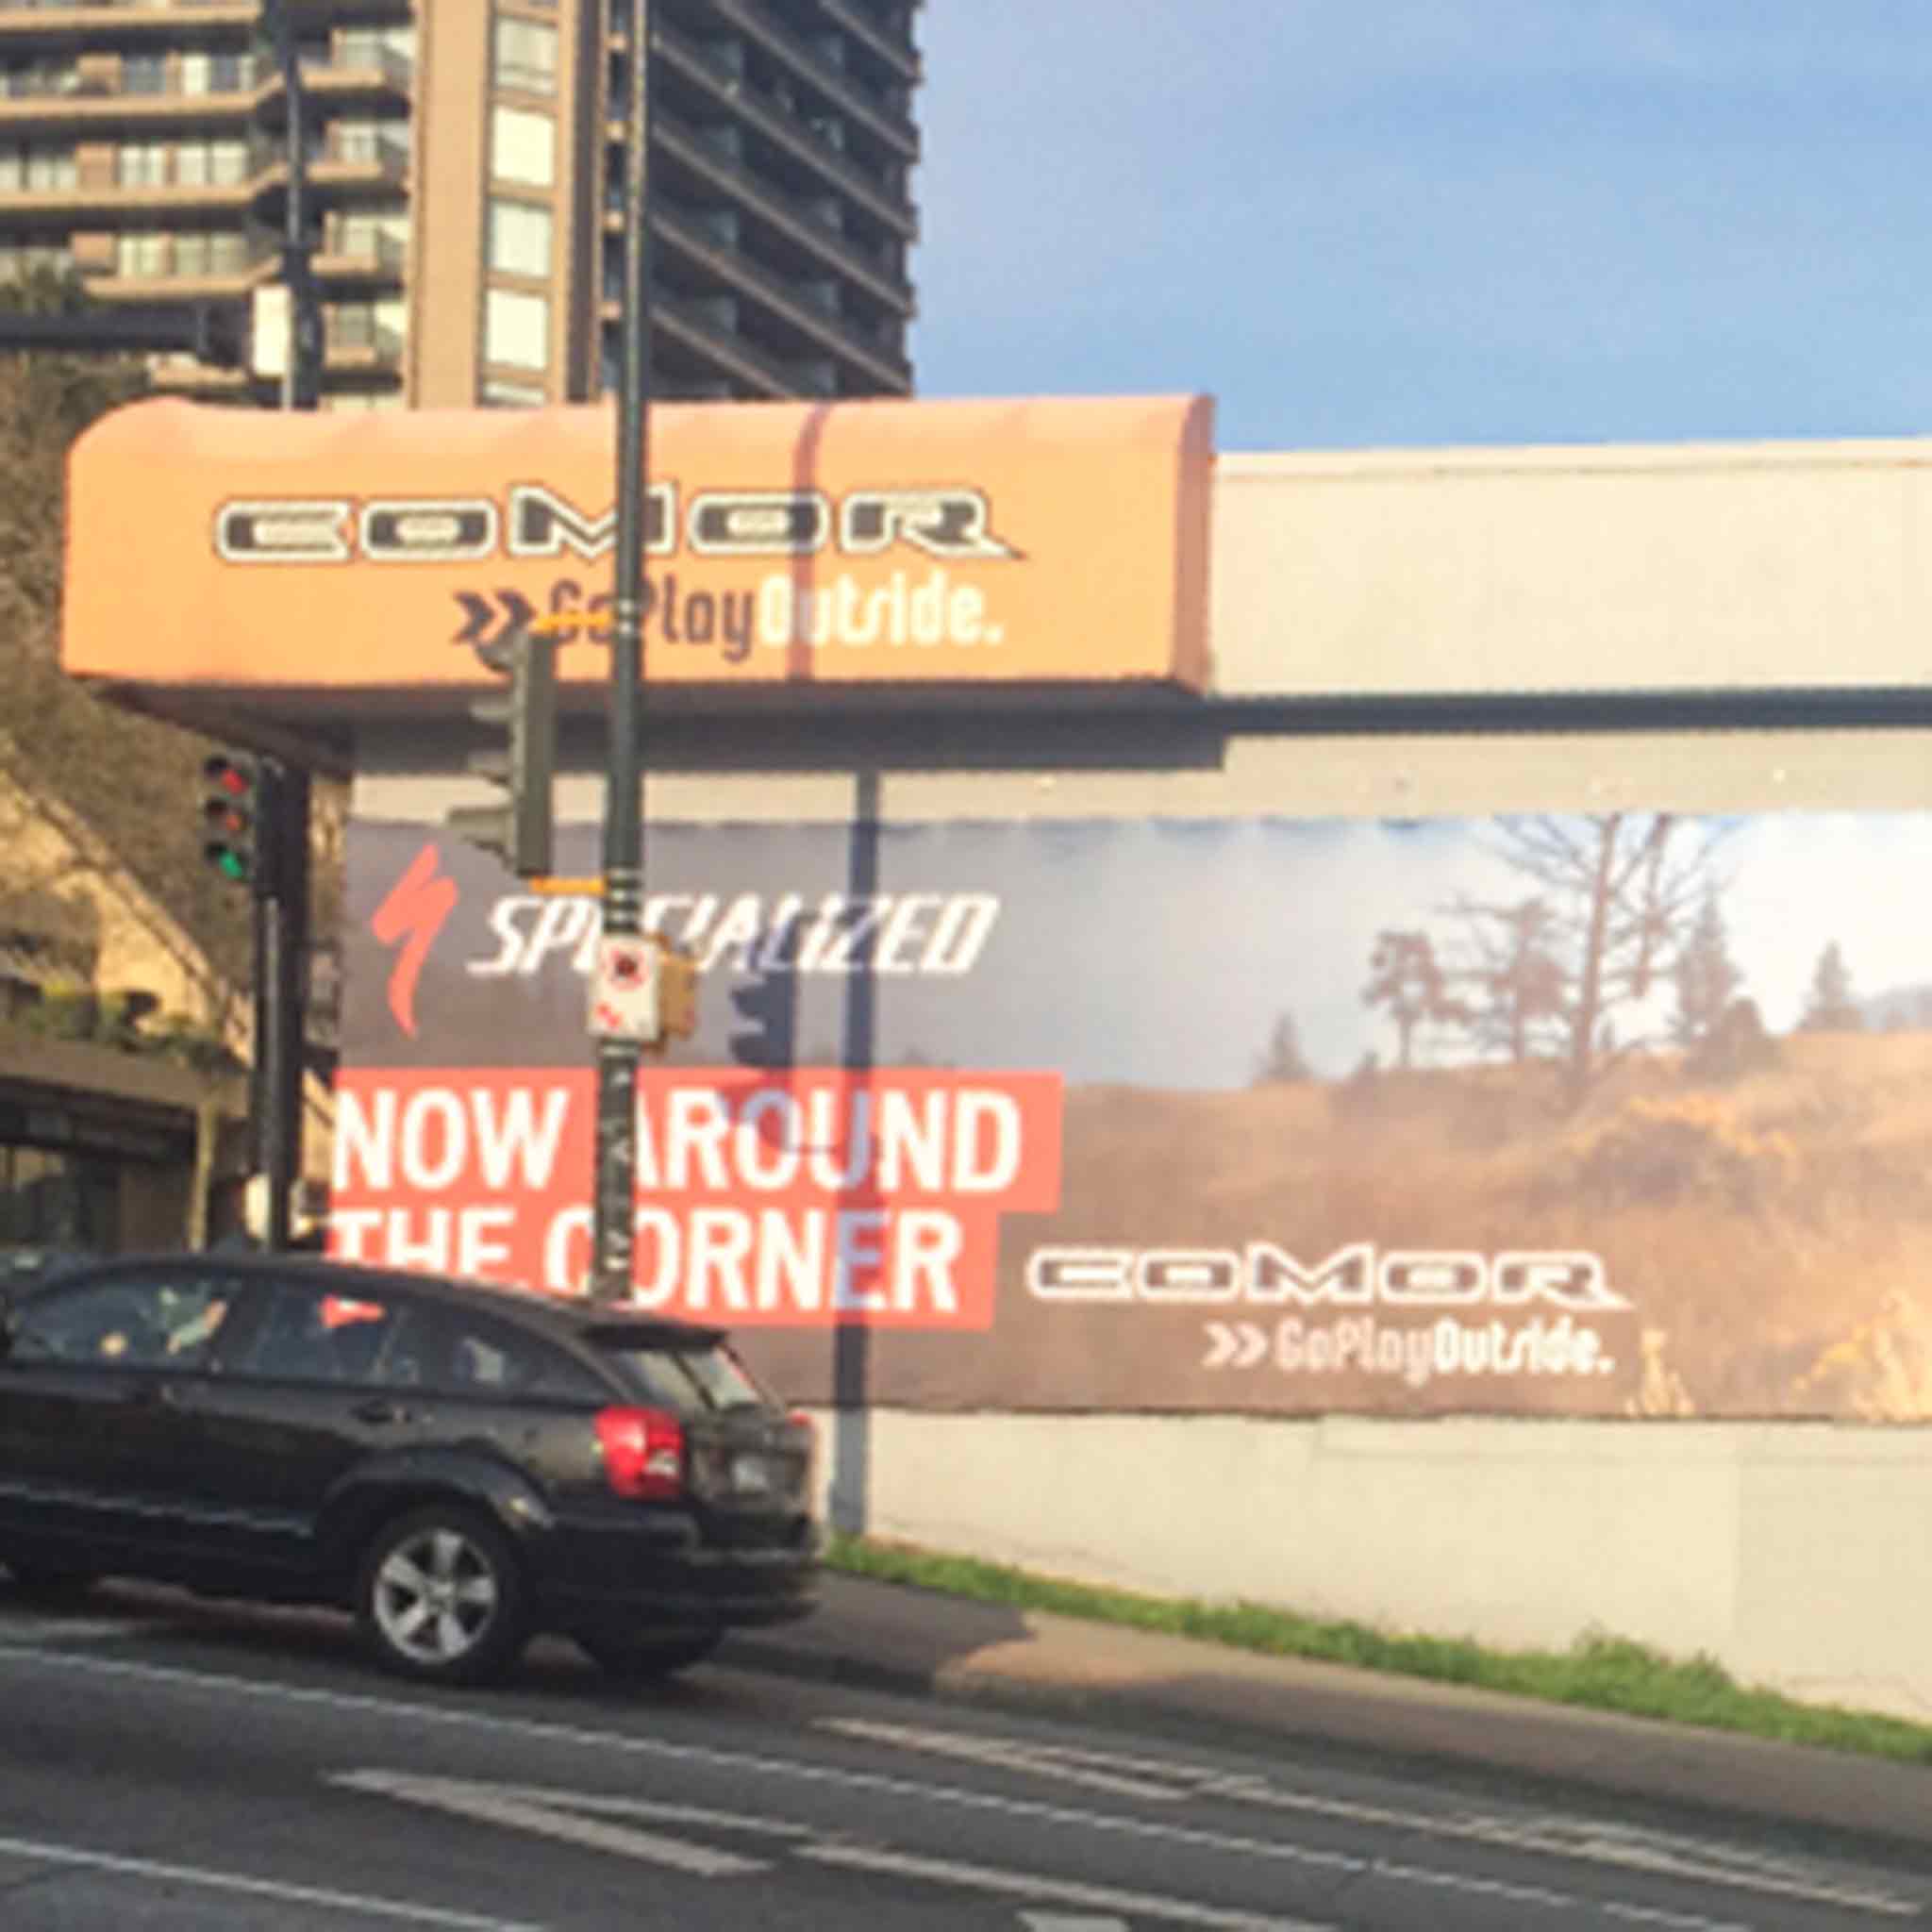 COMOR
>>GoPlayOutside.
SPECIALIZED
NOW AROUND
THE CORNER
COMOR
>>GoPlayOutside.